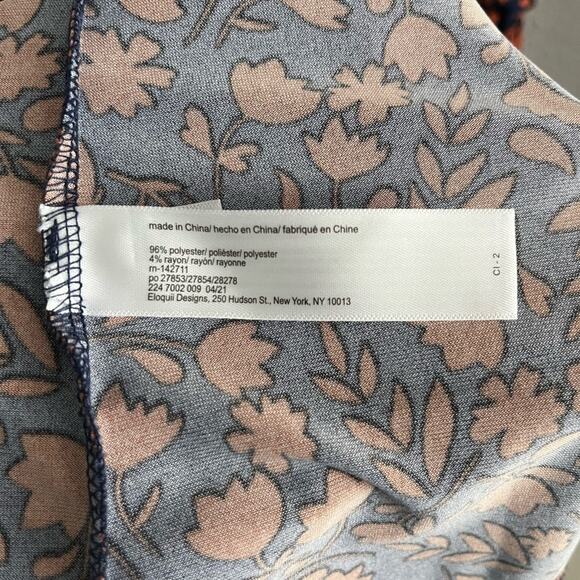 made in China/ hecho en China/ fabriqué en Chine
96% polyester/ poliéster/ polyester
4% rayon/ rayón/ rayonne
rn-142711
po 27853/27854/28278
224 7002 009 04/21
Eloquii Designs, 250 Hudson St., New York, NY 10013
CI - 2